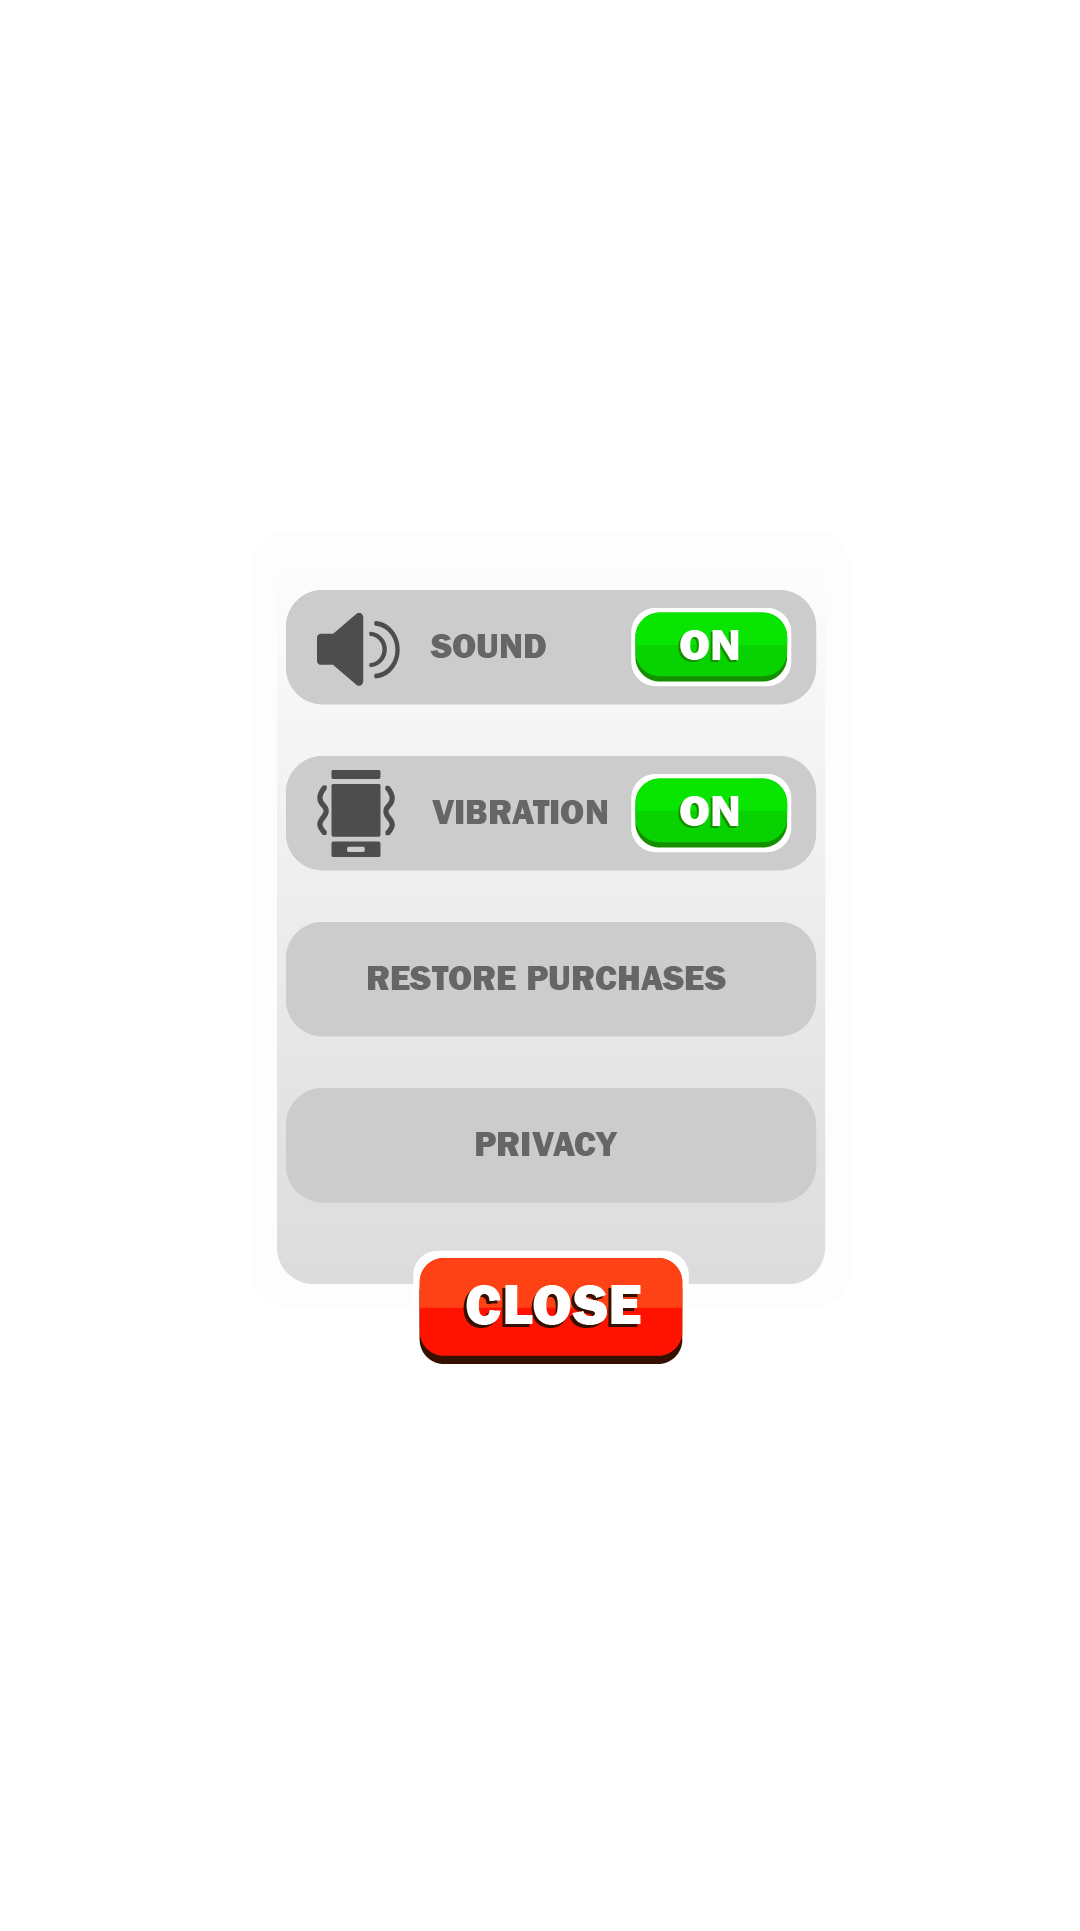 SOUND ON
VIBRATION ON
RESTORE PURCHASES
PRIVACY
CLOSE